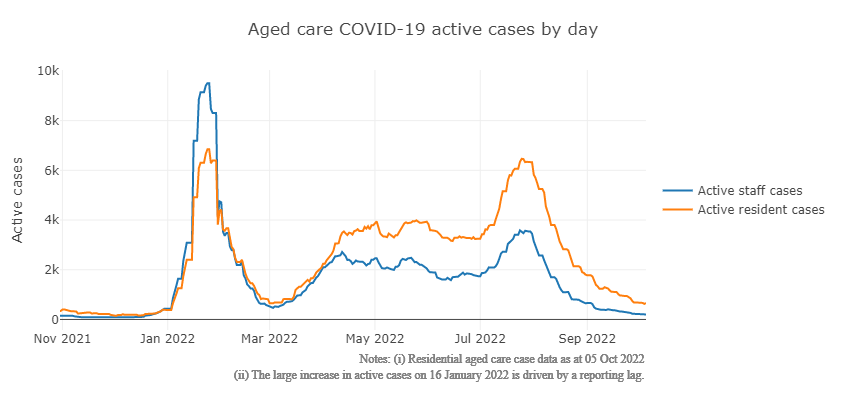 Aged care COVID-19 active cases by day
10k
8k
6k
4k
2k
0
Active cases
Nov 2021
Jan 2022
Mar 2022
May 2022
Jul 2022
Sep 2022
Active staff cases
Active resident cases
Notes: (i) Residential aged care case data as at 05 Oct 2022
(ii) The large increase in active cases on 16 January 2022 is driven by a reporting lag.